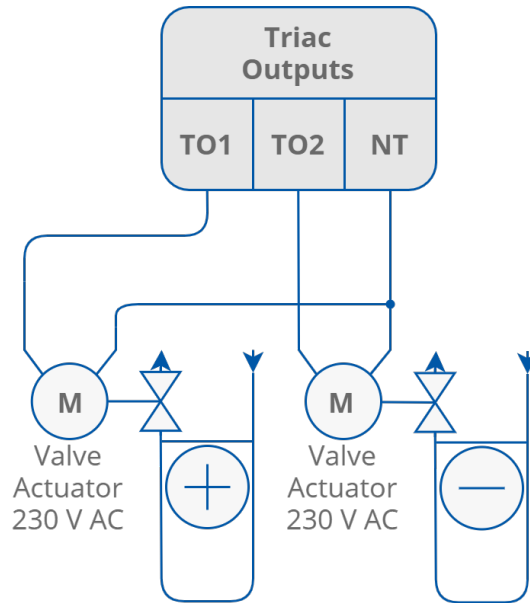 Triac
Outputs
TO1 TO2 NT
M
Valve
Actuator
230 V AC
M
Valve
Actuator
230 V AC